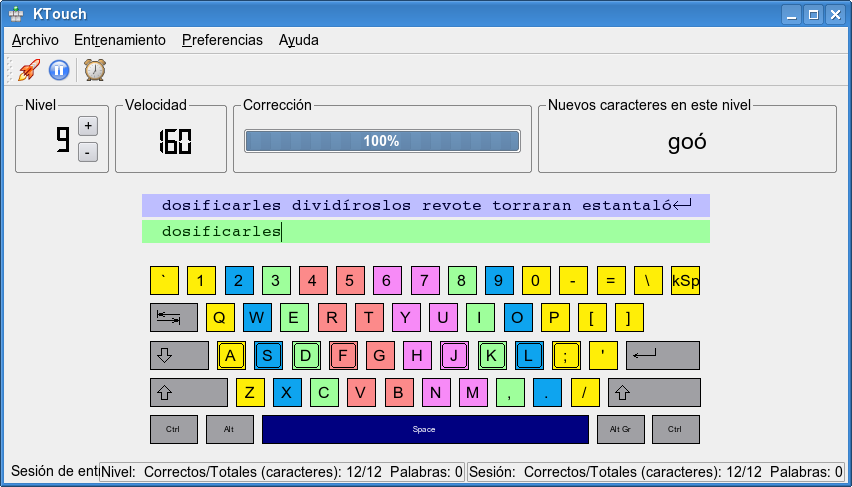 KTouch
Archivo Entrenamiento Preferencias Ayuda
Nivel Velocidad Corrección Nuevos caracteres en este nivel
9 + - 160 100% goó
dosificarles dividíroslos revote torraran estantaló
dosificarles
` 1 2 3 4 5 6 7 8 9 0 - = \ kSp
Q W E R T Y U I O P [ ]
A S D F G H J K L ; '
Z X C V B N M , . /
Ctrl Alt Space Alt Gr Ctrl
Sesión de ent Nivel: Correctos/Totales (caracteres): 12/12 Palabras: 0 Sesión: Correctos/Totales (caracteres): 12/12 Palabras: 0